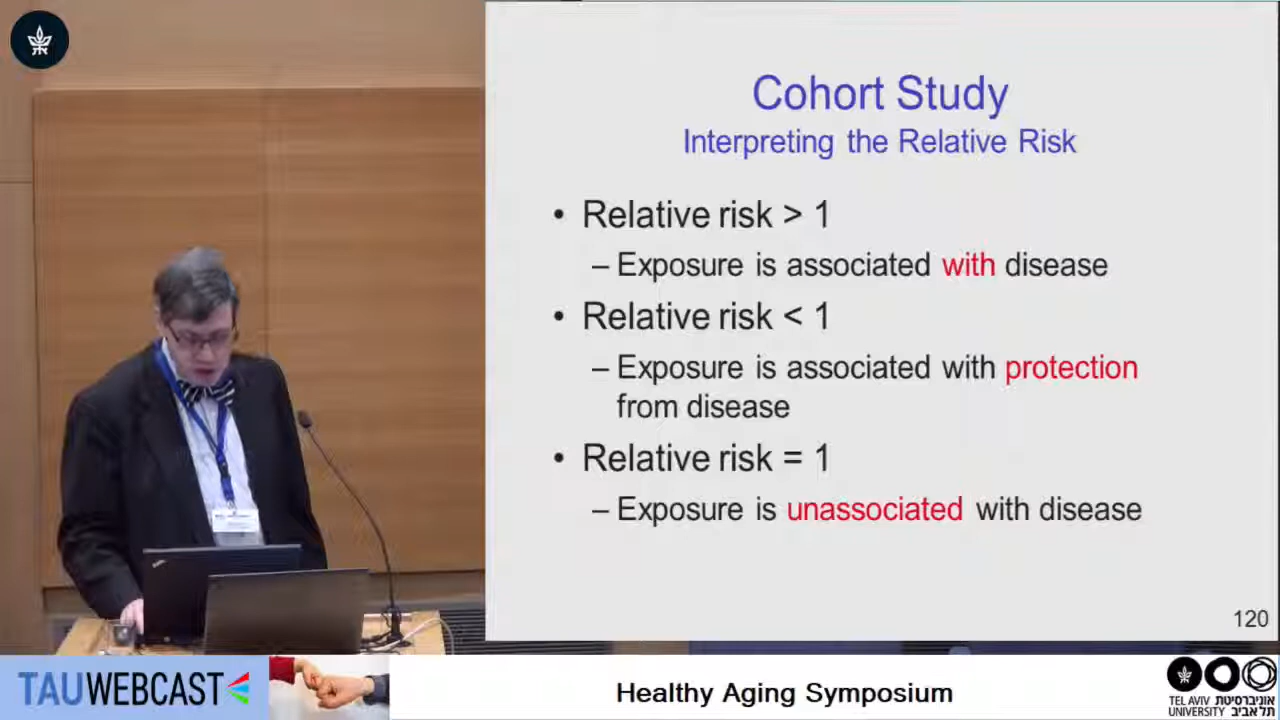 Cohort Study
Interpreting the Relative Risk
• Relative risk > 1
– Exposure is associated with disease
• Relative risk < 1
– Exposure is associated with protection
from disease
• Relative risk = 1
– Exposure is unassociated with disease
120
TAUWEBCAST
Healthy Aging Symposium
TEL AVIV אוניברסיטת
UNIVERSITY תל אביב